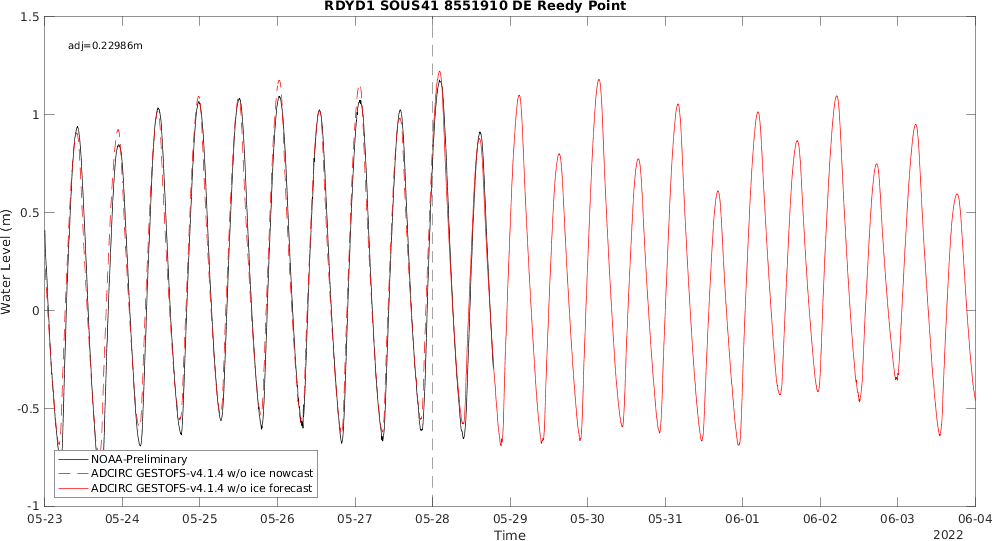 RDYD1 SOUS41 8551910 DE Reedy Point
adj=0.22986m
Water Level (m)
1.5
1
0.5
0
-0.5
-1
NOAA-Preliminary
ADCIRC GESTOFS-v4.1.4 w/o ice nowcast
ADCIRC GESTOFS-v4.1.4 w/o ice forecast
05-23 05-24 05-25 05-26 05-27 05-28 05-29 05-30 05-31 06-01 06-02 06-03 06-04
Time
2022